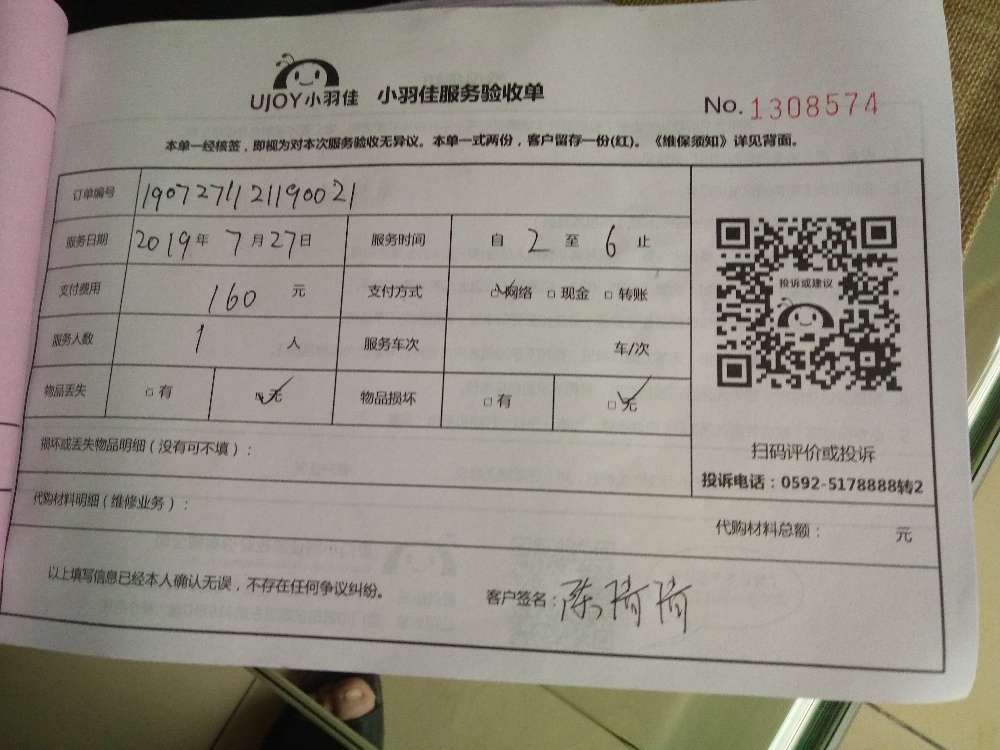 UJOY小羽佳 小羽佳服务验收单
No.1308574
本单一经核签，即视为对本次服务验收无异议。本单一式两份，客户留存一份(红)。《维保须知》详见背面。
订单编号 1907271121190021
服务日期 2019年7月27日 服务时间 自2至6止
投诉或建议
支付费用 160元 支付方式 □网络 □现金 □转账
服务人数 1人 服务车次 车/次
物品丢失 □有 □无 物品损坏 □有 □无
损坏或丢失物品明细（没有可不填）：
扫码评价或投诉
投诉电话：0592-5178888转2
代购材料明细（维修业务）：
代购材料总额： 元
以上填写信息已经本人确认无误，不存在任何争议纠纷。
客户签名：陈琦琦